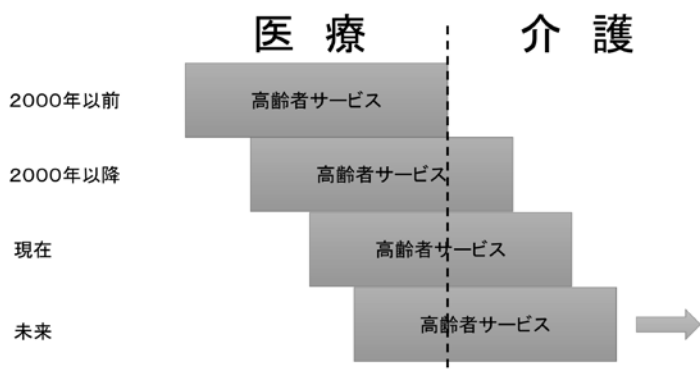 医 療 介 護
2000年以前 高齢者サービス
2000年以降 高齢者サービス
現在 高齢者サービス
未来 高齢者サービス